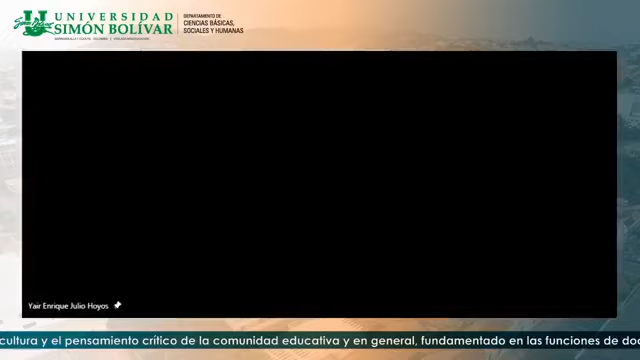 UNIVERSIDAD
SIMÓN BOLÍVAR
DEPARTAMENTO DE
CIENCIAS BÁSICAS,
SOCIALES Y HUMANAS
Yair Enrique Julio Hoyos
cultura y el pensamiento crítico de la comunidad educativa y en general, fundamentado en las funciones de do